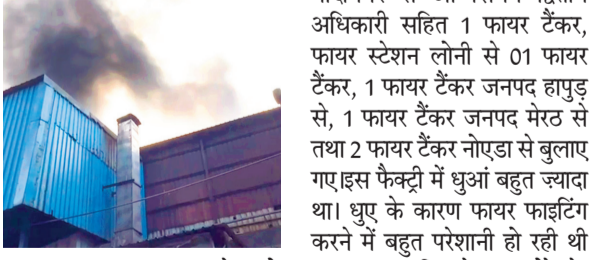 अधिकारी सहित 1 फायर टैंकर,
फायर स्टेशन लोनी से 01 फायर
टैंकर, 1 फायर टैंकर जनपद हापुड़
से, 1 फायर टैंकर जनपद मेरठ से
तथा 2 फायर टैंकर नोएडा से बुलाए
गए।इस फैक्ट्री में धुआं बहुत ज़्यादा
था। धुए के कारण फायर फाइटिंग
करने में बहुत परेशानी हो रही थी